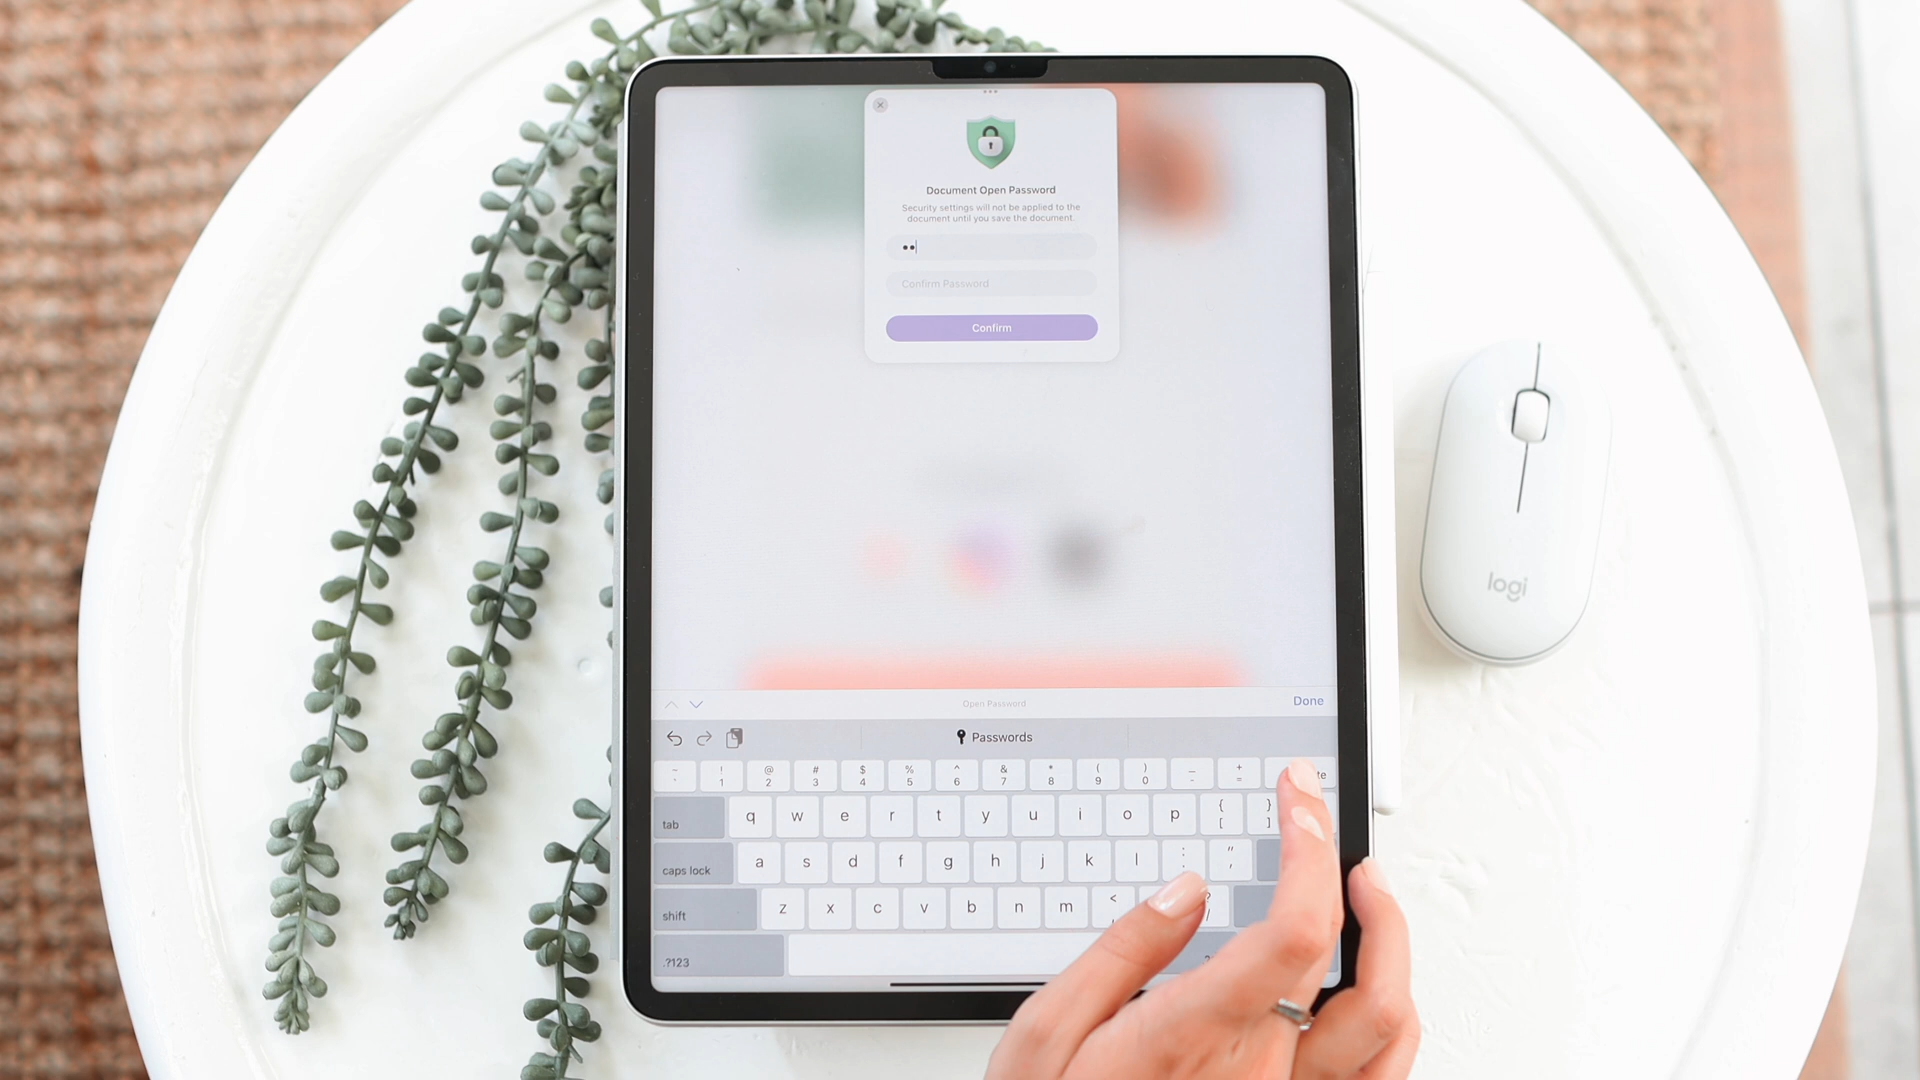 Document Open Password
Security settings will not be applied to the
document until you save the document.
Confirm Password
Confirm
logi
Open Password
Done
Passwords
! @ # $ % ^ & * ( ) _ +
1 2 3 4 5 6 7 8 9 0 - =
tab q w e r t y u i o p { [ } ]
caps lock a s d f g h j k l : " '
shift z x c v b n m < ? /
.?123